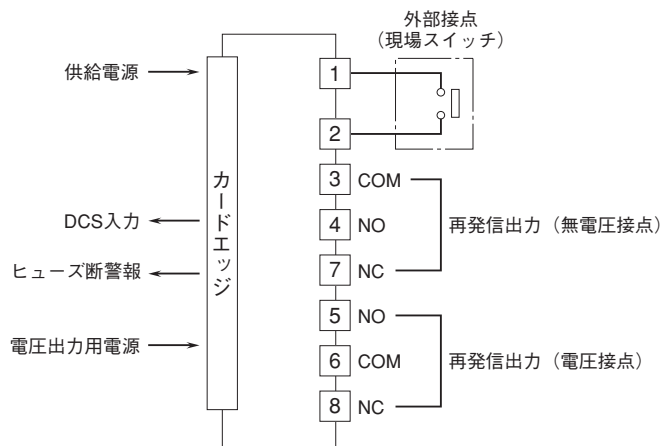 外部接点
（現場スイッチ）
供給電源
1
2
カードエッジ
3 COM
4 NO
7 NC
再発信出力（無電圧接点）
DCS入力
ヒューズ断警報
電圧出力用電源
5 NO
6 COM
8 NC
再発信出力（電圧接点）